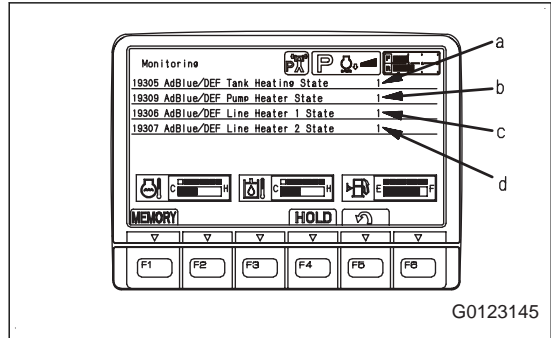 Monitoring
P P
F
R
19305 AdBlue/DEF Tank Heating State 1
19309 AdBlue/DEF Pump Heater State 1
19306 AdBlue/DEF Line Heater 1 State 1
19307 AdBlue/DEF Line Heater 2 State 1
a
b
c
d
C H C H E F
MEMORY HOLD
F1 F2 F3 F4 F5 F6
G0123145